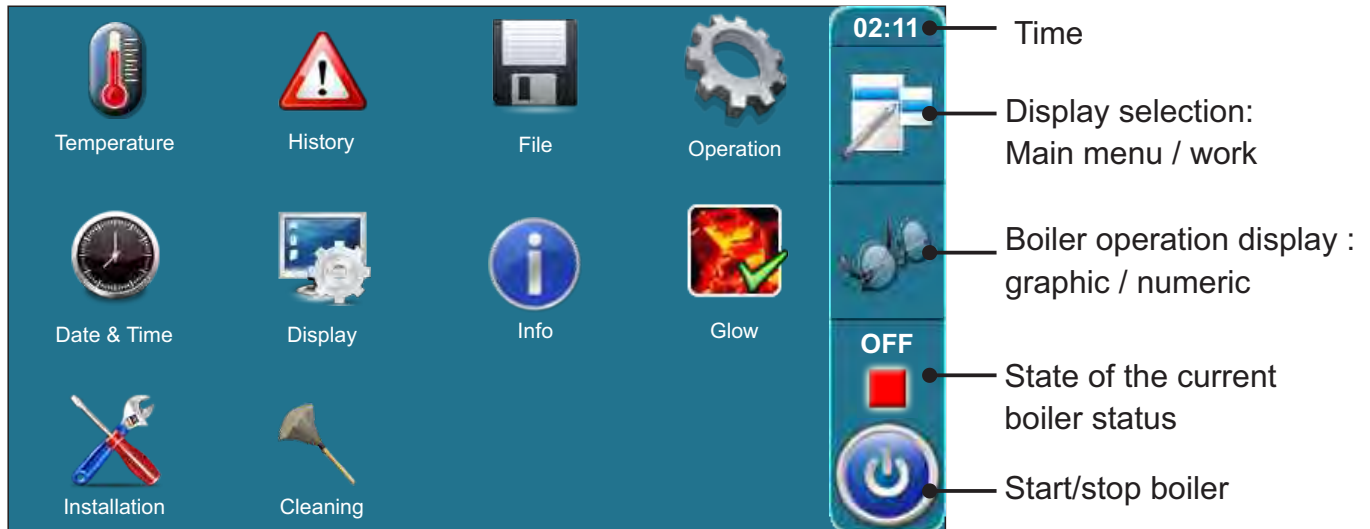 02:11
Time
Temperature
History
File
Operation
Display selection:
Main menu / work
Date & Time
Display
Info
Glow
Boiler operation display :
graphic / numeric
OFF
State of the current
boiler status
Installation
Cleaning
Start/stop boiler